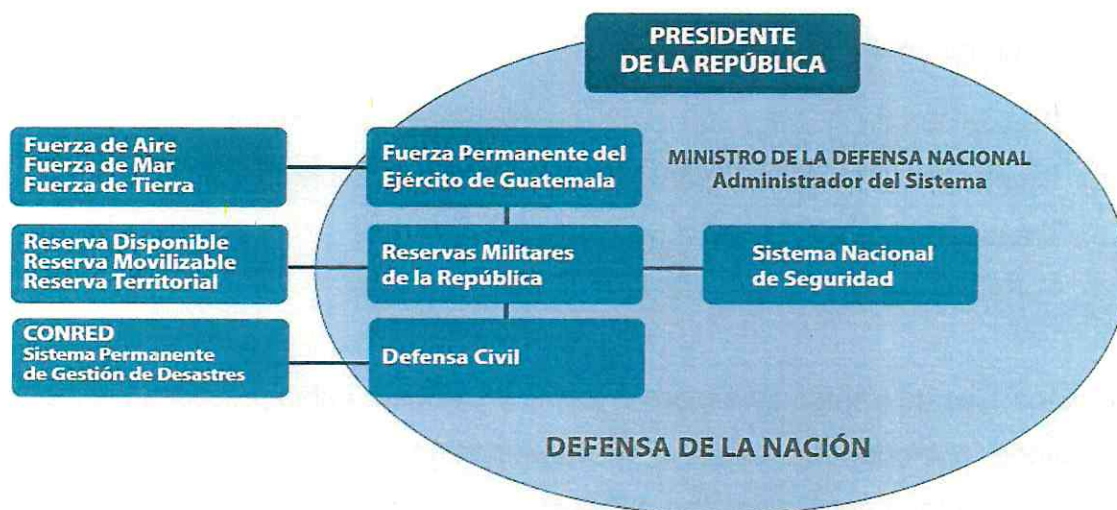 PRESIDENTE
DE LA REPÚBLICA
Fuerza de Aire
Fuerza de Mar
Fuerza de Tierra
Fuerza Permanente del
Ejército de Guatemala
MINISTRO DE LA DEFENSA NACIONAL
Administrador del Sistema
Reserva Disponible
Reserva Movilizable
Reserva Territorial
Reservas Militares
de la República
Sistema Nacional
de Seguridad
CONRED
Sistema Permanente
de Gestión de Desastres
Defensa Civil
DEFENSA DE LA NACIÓN